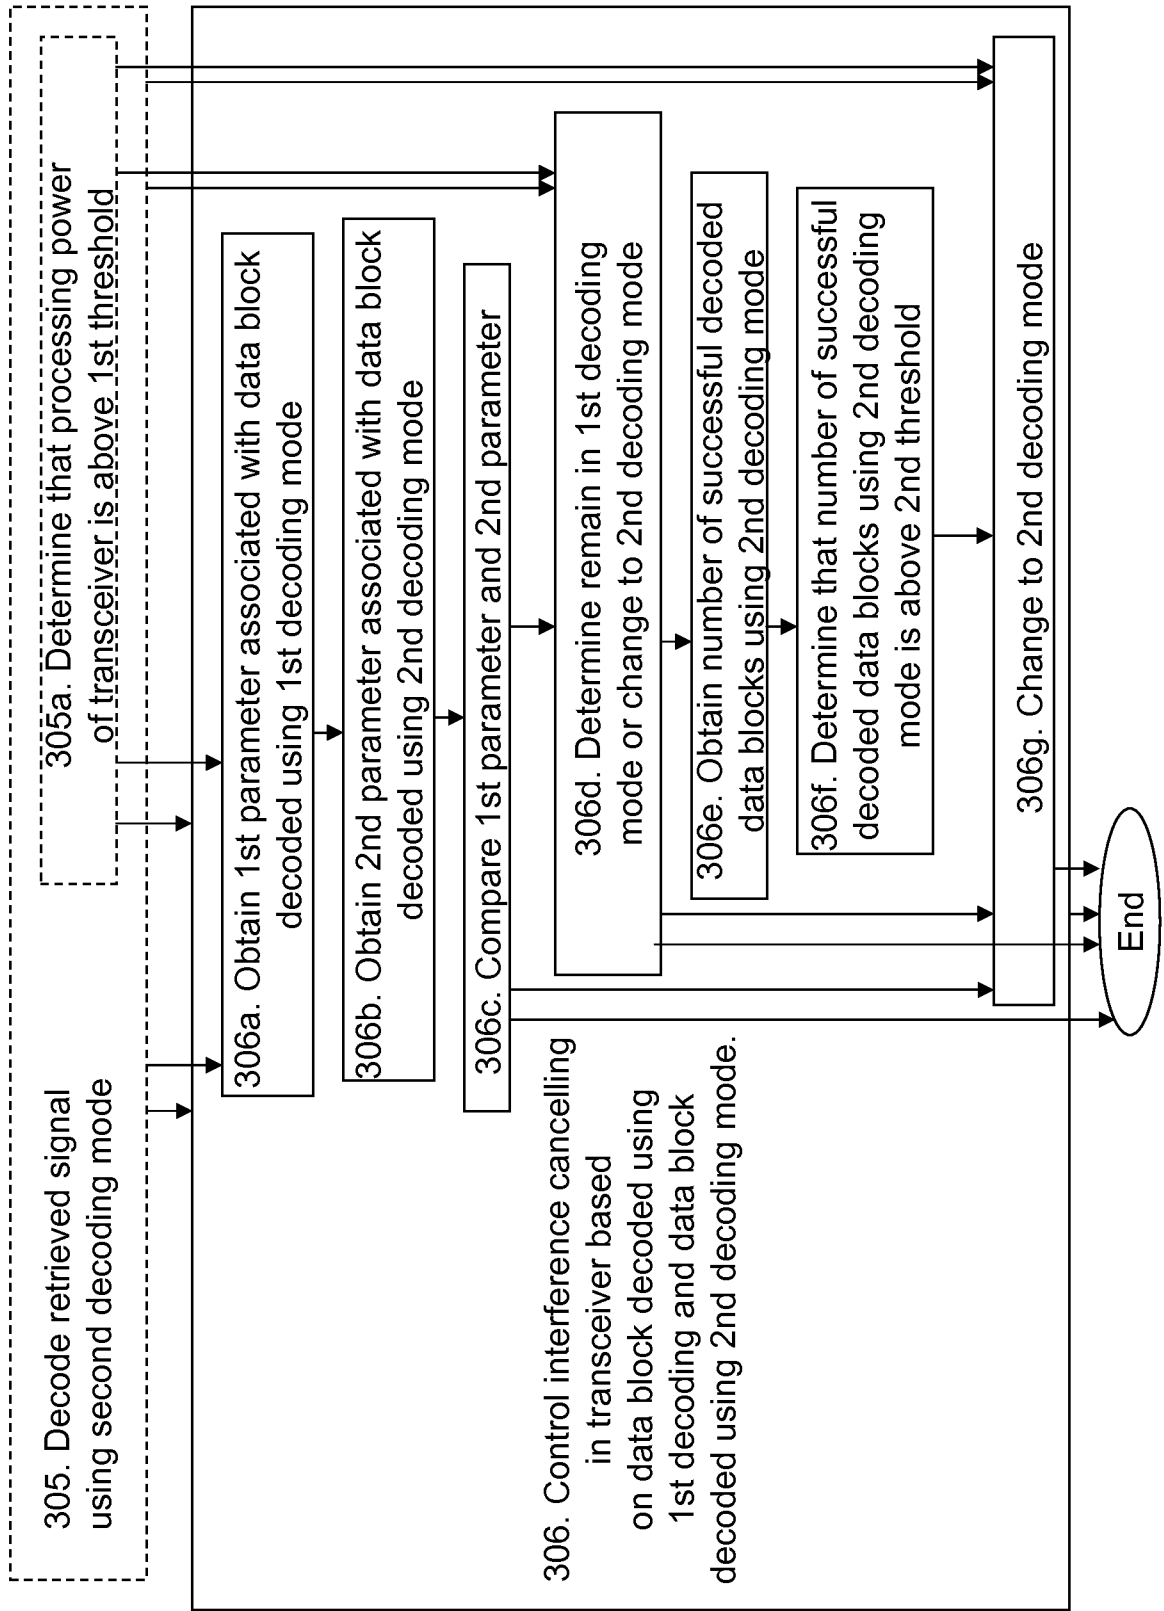 305. Decode retrieved signal
using second decoding mode
305a. Determine that processing power
of transceiver is above 1st threshold
306a. Obtain 1st parameter associated with data block
decoded using 1st decoding mode
306b. Obtain 2nd parameter associated with data block
decoded using 2nd decoding mode
306c. Compare 1st parameter and 2nd parameter
306. Control interference cancelling
in transceiver based
on data block decoded using
1st decoding and data block
decoded using 2nd decoding mode.
306d. Determine remain in 1st decoding
mode or change to 2nd decoding mode
306e. Obtain number of successful decoded
data blocks using 2nd decoding mode
306f. Determine that number of successful
decoded data blocks using 2nd decoding
mode is above 2nd threshold
306g. Change to 2nd decoding mode
End